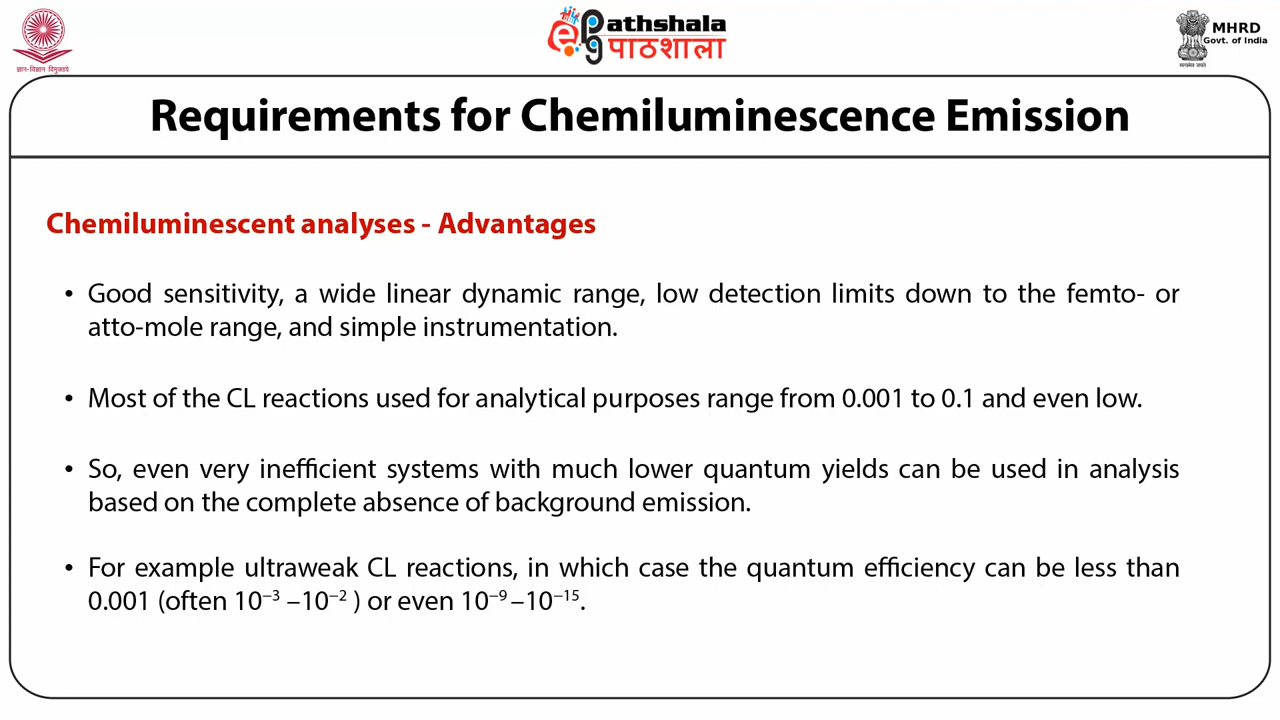 ePg Pathshala
पाठशाला
ज्ञान-विज्ञान विमुक्तये
MHRD
Govt. of India
सत्यमेव जयते
Requirements for Chemiluminescence Emission
Chemiluminescent analyses - Advantages
• Good sensitivity, a wide linear dynamic range, low detection limits down to the femto- or
atto-mole range, and simple instrumentation.
• Most of the CL reactions used for analytical purposes range from 0.001 to 0.1 and even low.
• So, even very inefficient systems with much lower quantum yields can be used in analysis
based on the complete absence of background emission.
• For example ultraweak CL reactions, in which case the quantum efficiency can be less than
0.001 (often 10⁻³ –10⁻² ) or even 10⁻⁹ –10⁻¹⁵.